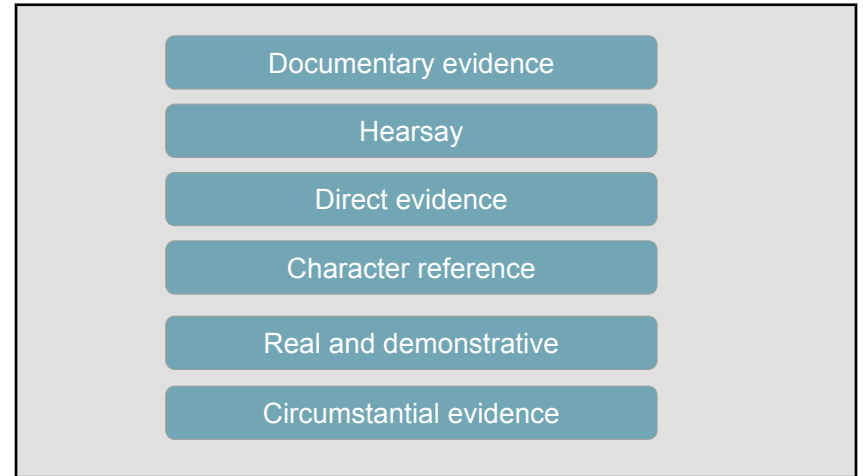 Documentary evidence
Hearsay
Direct evidence
Character reference
Real and demonstrative
Circumstantial evidence